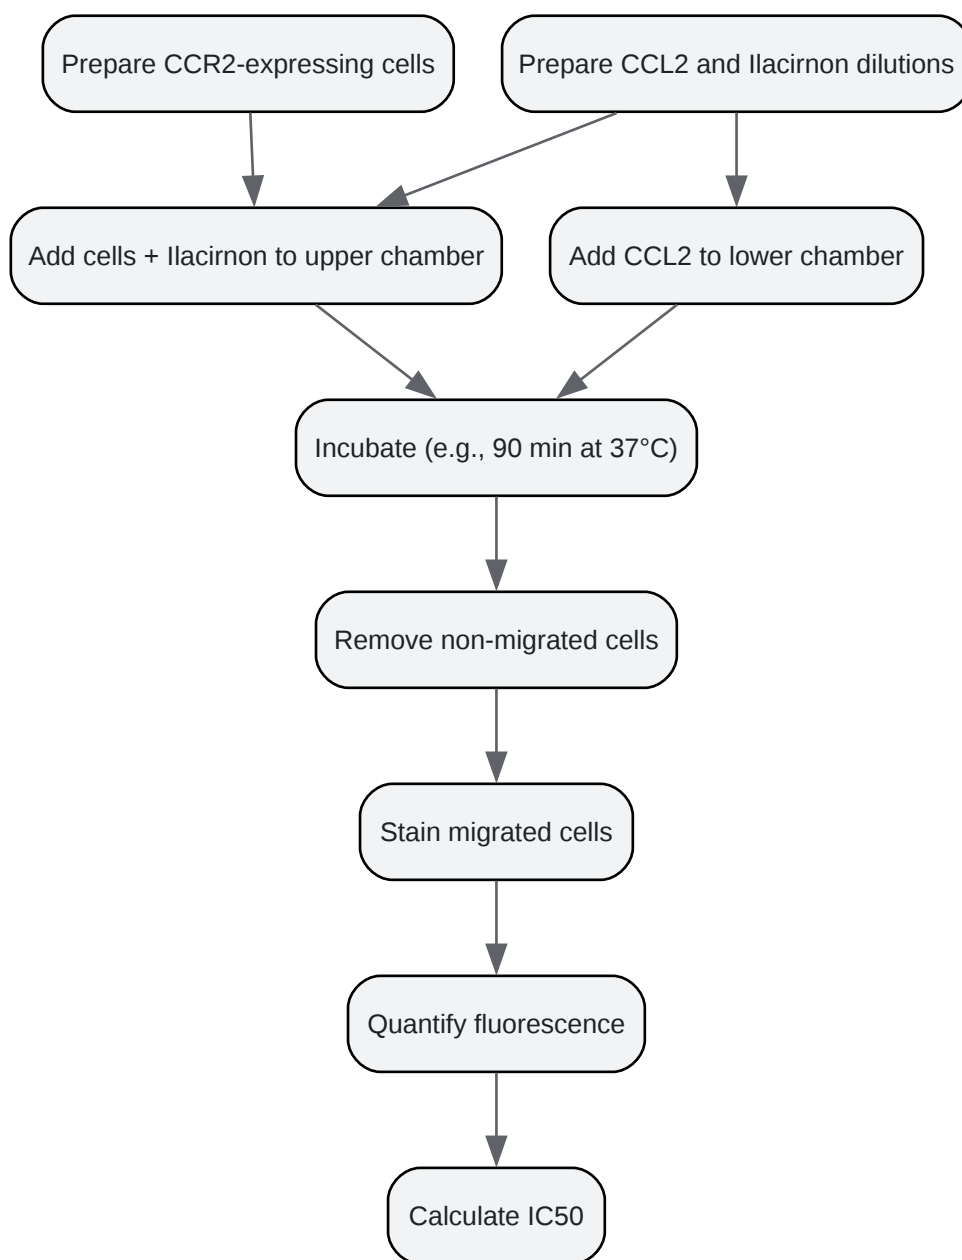 Prepare CCR2-expressing cells
Prepare CCL2 and Ilacirnon dilutions
Add cells + Ilacirnon to upper chamber
Add CCL2 to lower chamber
Incubate (e.g., 90 min at 37°C)
Remove non-migrated cells
Stain migrated cells
Quantify fluorescence
Calculate IC50